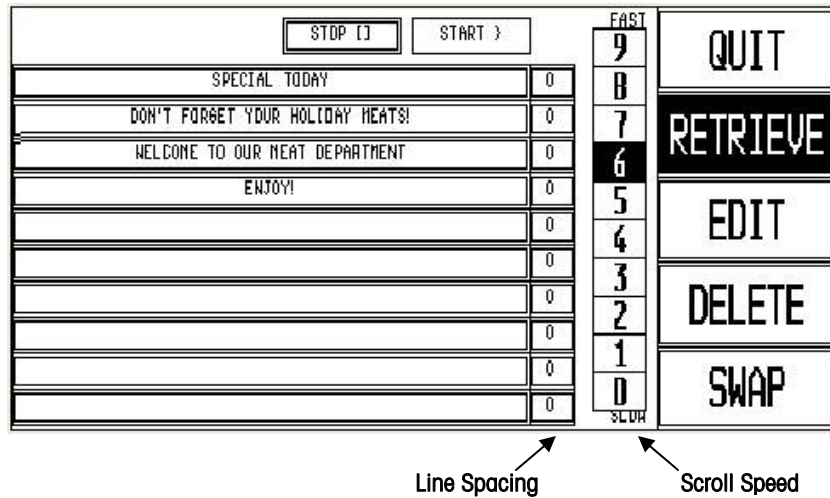 STOP []
START }
SPECIAL TODAY
0
DON'T FORGET YOUR HOLIDAY MEATS!
0
WELCOME TO OUR MEAT DEPARTMENT
0
ENJOY!
0
0
0
0
0
0
0
FAST
9
8
7
6
5
4
3
2
1
0
SLOW
QUIT
RETRIEVE
EDIT
DELETE
SWAP
Line Spacing
Scroll Speed